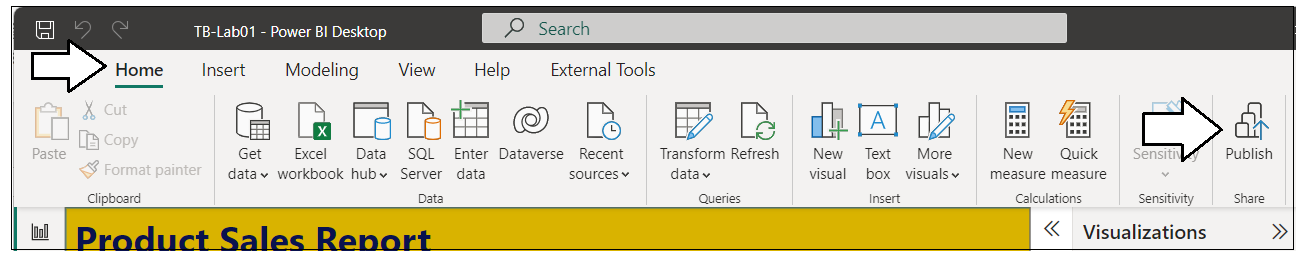 TB-Lab01 - Power BI Desktop
Search
Home Insert Modeling View Help External Tools
Paste
Cut
Copy
Format painter
Clipboard
Get data
Excel workbook
Data hub
SQL Server
Enter data
Dataverse
Recent sources
Data
Transform data
Refresh
Queries
New visual
Text box
More visuals
Insert
New measure
Quick measure
Calculations
Sensitivity
Sensitivity
Publish
Share
Product Sales Report
Visualizations